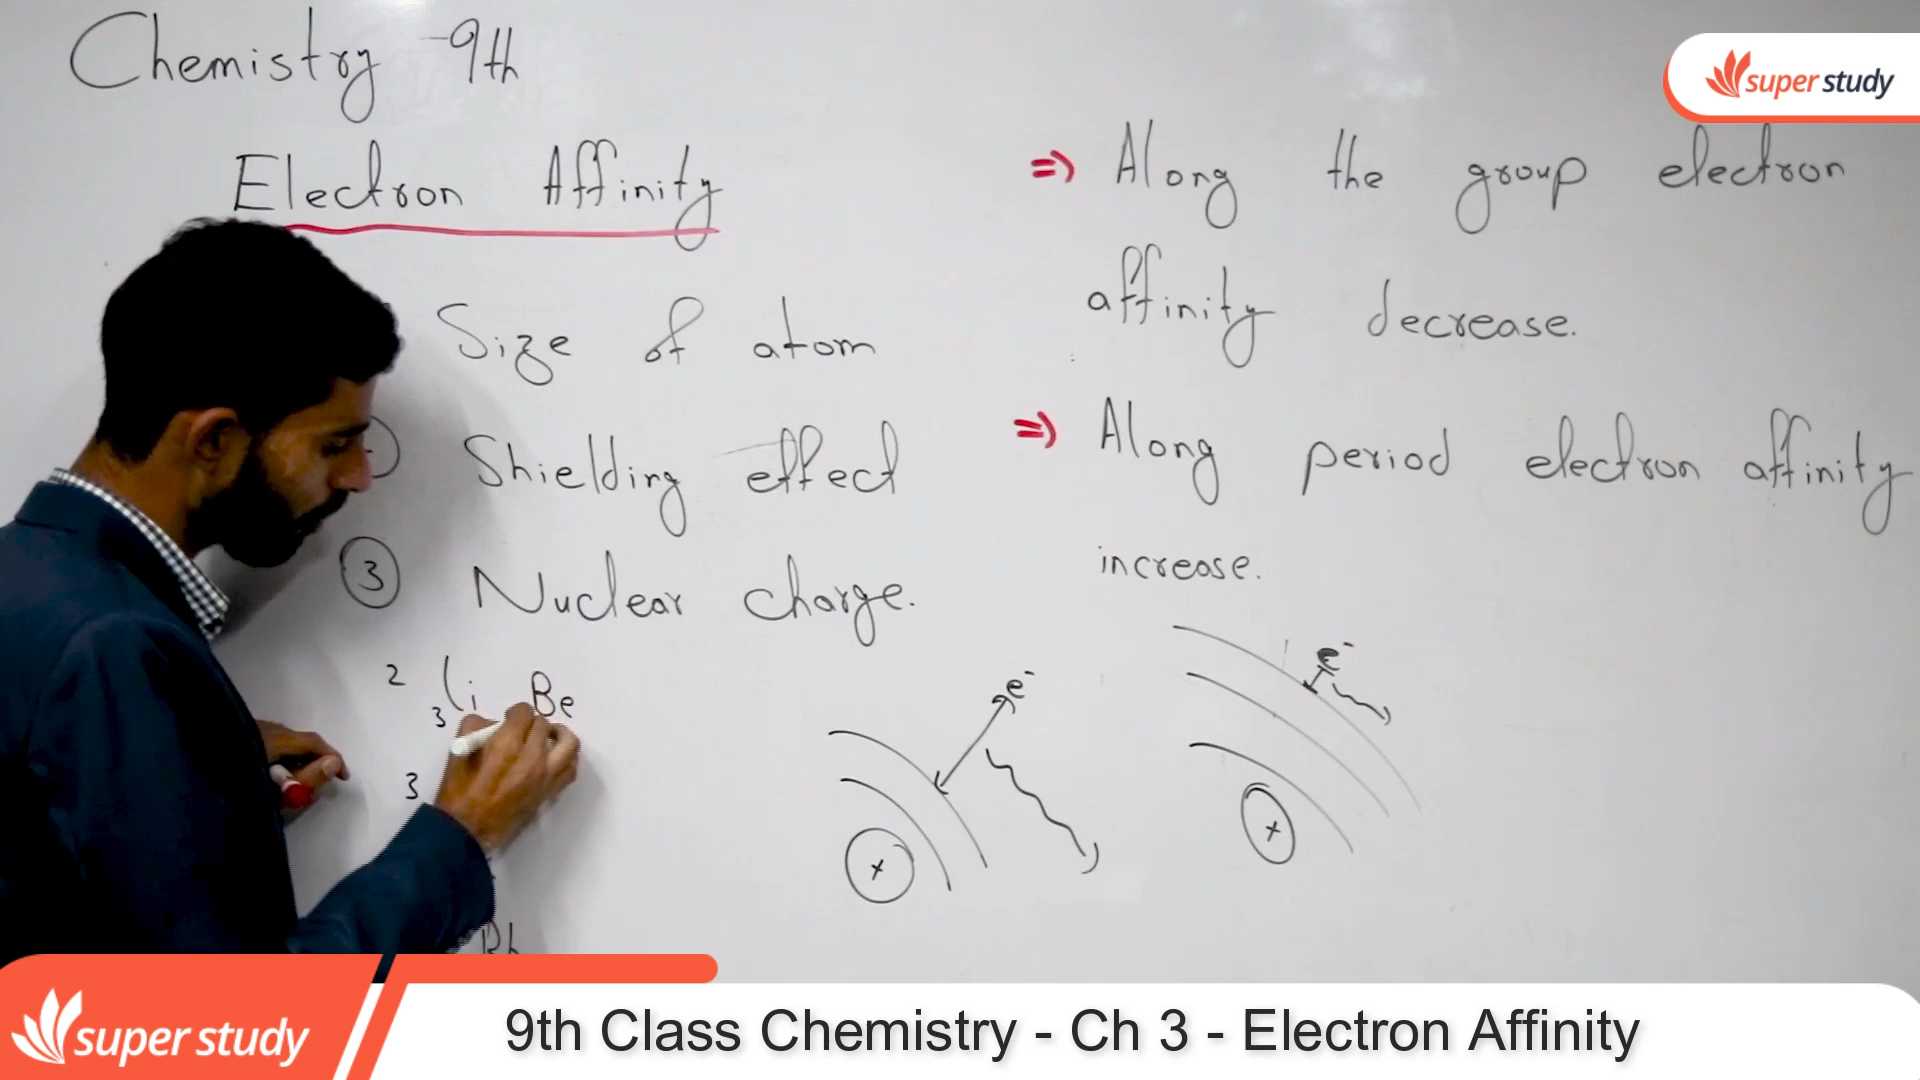 Chemistry - 9th
Electron Affinity
Size of atom
Shielding effect
3 Nuclear charge.
2 3 Li Be
3
Rb
⇒ Along the group electron
affinity decrease.
⇒ Along period electron affinity
increase.
e-
+
e-
+
super study
super study
9th Class Chemistry - Ch 3 - Electron Affinity